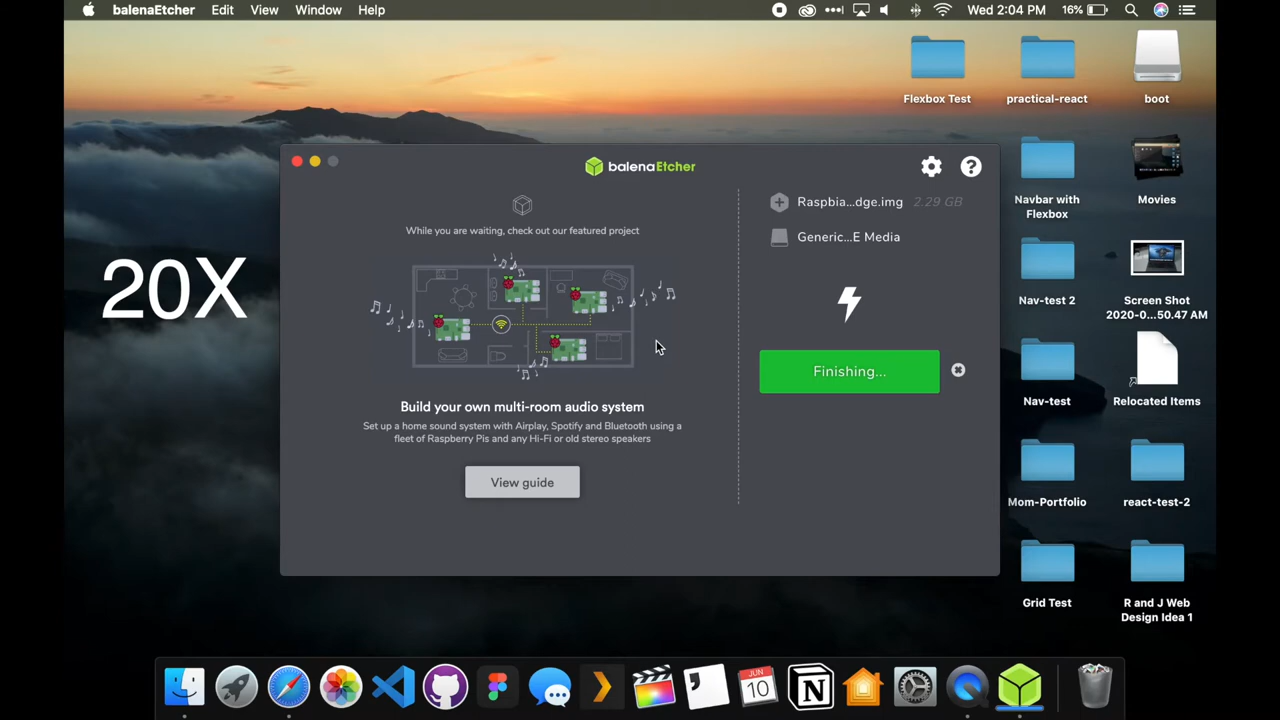 balenaEtcher Edit View Window Help Wed 2:04 PM 16%
Flexbox Test practical-react boot
balenaEtcher
While you are waiting, check out our featured project
Raspbia...dge.img 2.29 GB
Generic...E Media
20X
Finishing...
Build your own multi-room audio system
Set up a home sound system with Airplay, Spotify and Bluetooth using a
fleet of Raspberry Pis and any Hi-Fi or old stereo speakers
View guide
Navbar with
Flexbox
Movies
Nav-test 2
Screen Shot
2020-0...50.47 AM
Nav-test
Relocated Items
Mom-Portfolio
react-test-2
Grid Test
R and J Web
Design Idea 1
JUN
10
N